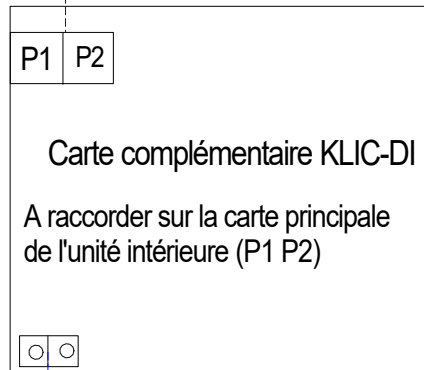 P1 P2
Carte complémentaire KLIC-DI
A raccorder sur la carte principale
de l'unité intérieure (P1 P2)